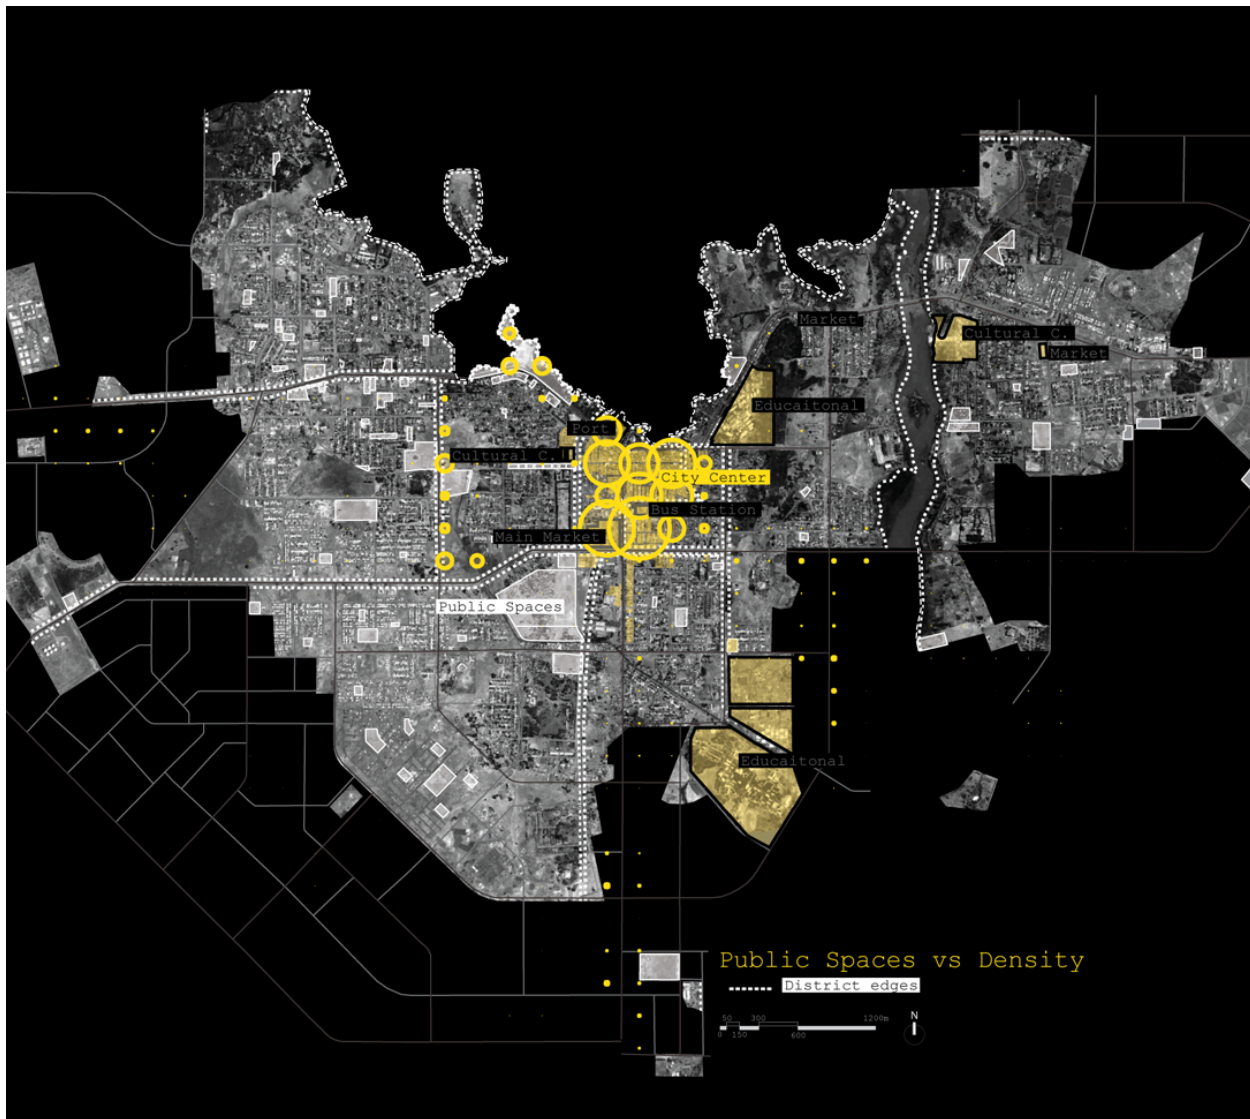 Market
Cultural C.
Market
Educaitonal
Port
Cultural C.
City Center
Bus Station
Main Market
Public Spaces
Educaitonal
Public Spaces vs Density
District edges
50 300 1200m
0 150 600
N